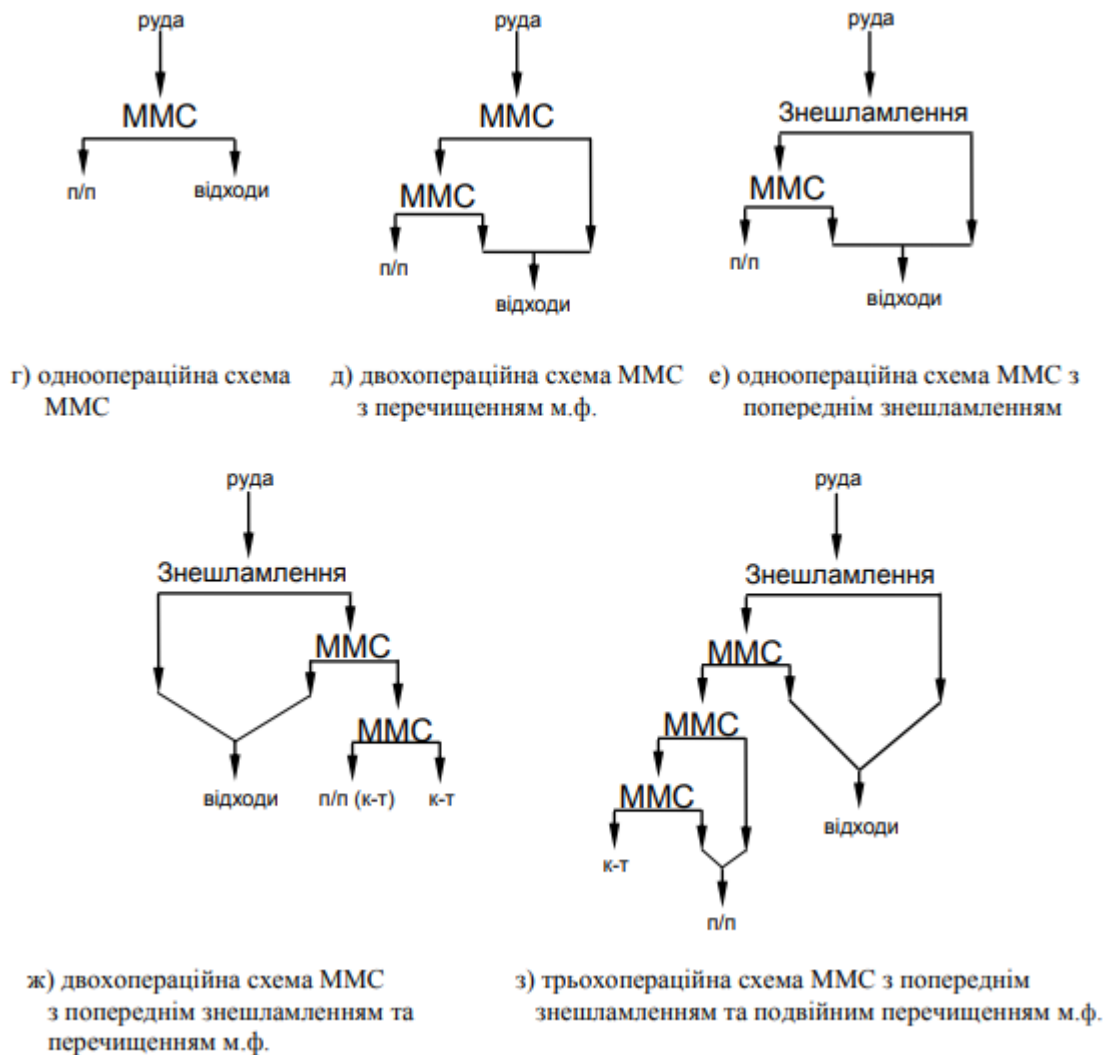 руда
ММС
п/п
відходи
г) одноопераційна схема
ММС
руда
ММС
ММС
п/п
відходи
д) двохопераційна схема ММС
з перечищенням м.ф.
руда
Знешламлення
ММС
п/п
відходи
е) одноопераційна схема ММС з
попереднім знешламленням
руда
Знешламлення
ММС
ММС
відходи
п/п (к-т)
к-т
ж) двохопераційна схема ММС
з попереднім знешламленням та
перечищенням м.ф.
руда
Знешламлення
ММС
ММС
ММС
відходи
к-т
п/п
з) трьохопераційна схема ММС з попереднім
знешламленням та подвійним перечищенням м.ф.